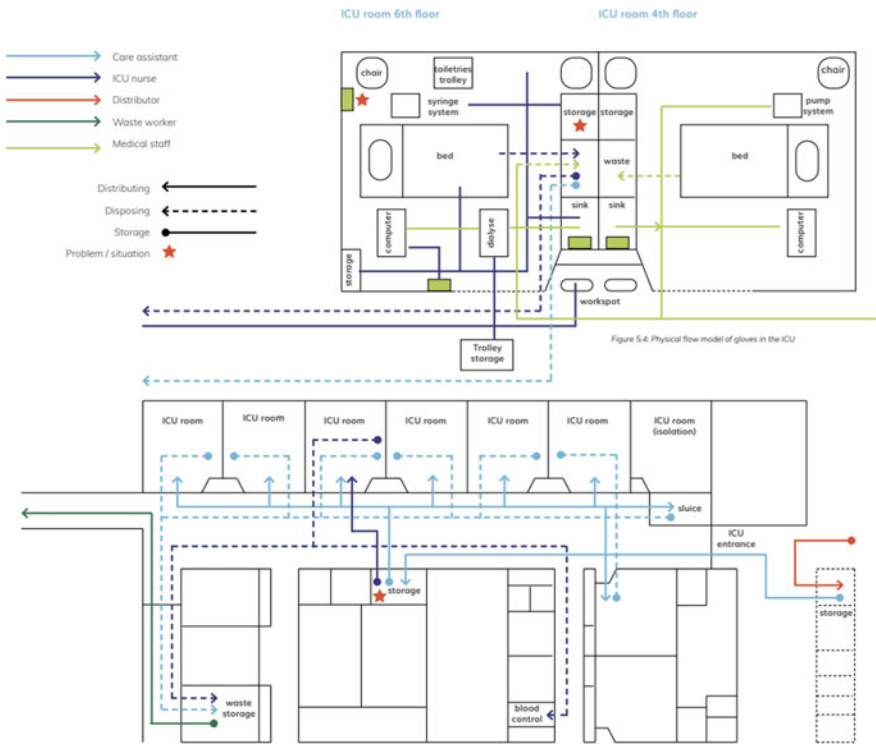 ICU room 6th floor
ICU room 4th floor
Care assistant
ICU nurse
Distributor
Waste worker
Medical staff
Distributing
Disposing
Storage
Problem / situation
chair
toiletries
trolley
syringe
system
bed
computer
dialyse
storage
storage
storage
waste
sink
sink
chair
pump
system
bed
computer
workspot
Trolley
storage
Figure 5.4: Physical flow model of gloves in the ICU
ICU room
ICU room
ICU room
ICU room
ICU room
ICU room
ICU room
(isolation)
sluice
ICU
entrance
storage
storage
waste
storage
blood
control